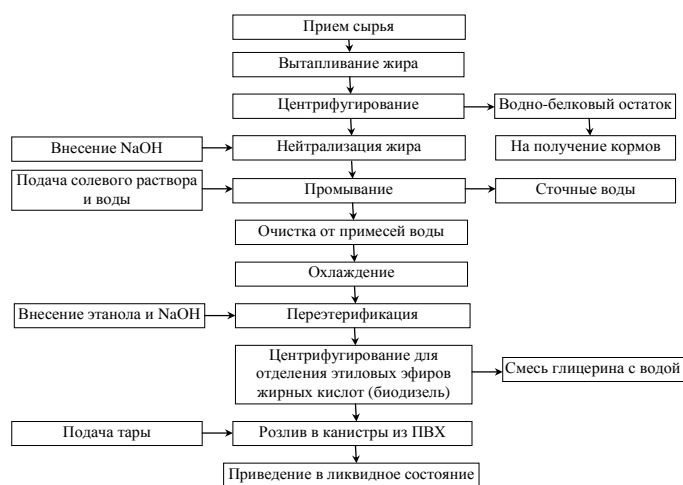 Прием сырья
Вытапливание жира
Центрифугирование
Водно-белковый остаток
Внесение NaOH
Нейтрализация жира
На получение кормов
Подача солевого раствора
и воды
Промывание
Сточные воды
Очистка от примесей воды
Охлаждение
Внесение этанола и NaOH
Переэтерификация
Центрифугирование для
отделения этиловых эфиров
жирных кислот (биодизель)
Смесь глицерина с водой
Подача тары
Розлив в канистры из ПВХ
Приведение в ликвидное состояние